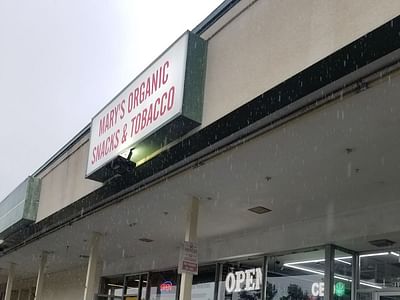 MARY'S ORGANIC
SNACKS & TOBACCO
OPEN